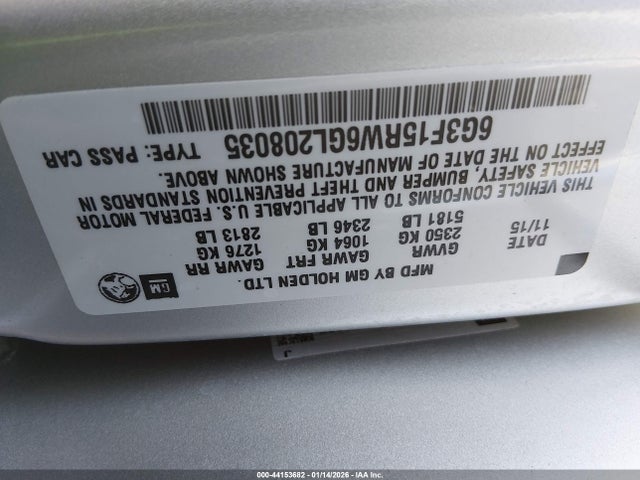 MFD BY GM HOLDEN LTD.
GM
DATE GVWR GAWR FRT GAWR RR
11/15 2350 KG 1064 KG 1276 KG
5181 LB 2346 LB 2813 LB
THIS VEHICLE CONFORMS TO ALL APPLICABLE U.S. FEDERAL MOTOR
VEHICLE SAFETY, BUMPER AND THEFT PREVENTION STANDARDS IN
EFFECT ON THE DATE OF MANUFACTURE SHOWN ABOVE.
6G3F15RW6GL208035 TYPE: PASS CAR
J
000-44153682 - 01/14/2026 - IAA Inc.